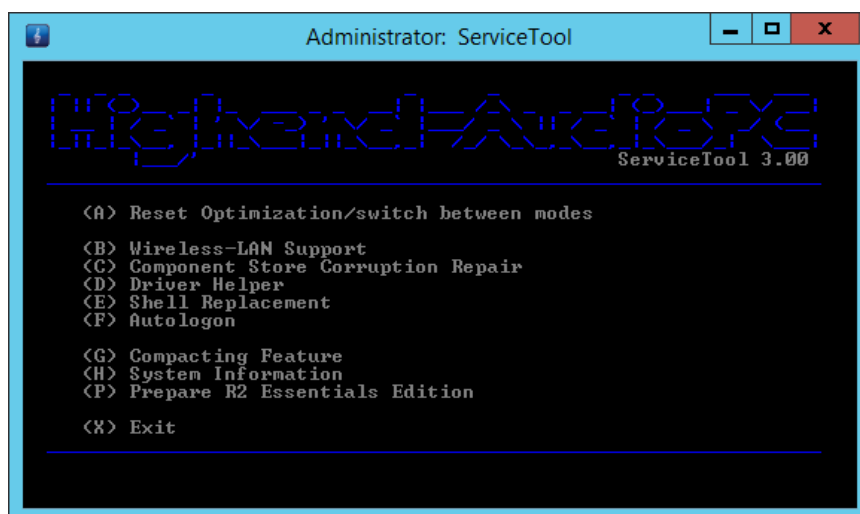 Administrator: ServiceTool
Highend-AudioPC
ServiceTool 3.00
(A) Reset Optimization/switch between modes
(B) Wireless-LAN Support
(C) Component Store Corruption Repair
(D) Driver Helper
(E) Shell Replacement
(F) Autologon
(G) Compacting Feature
(H) System Information
(P) Prepare R2 Essentials Edition
(X) Exit